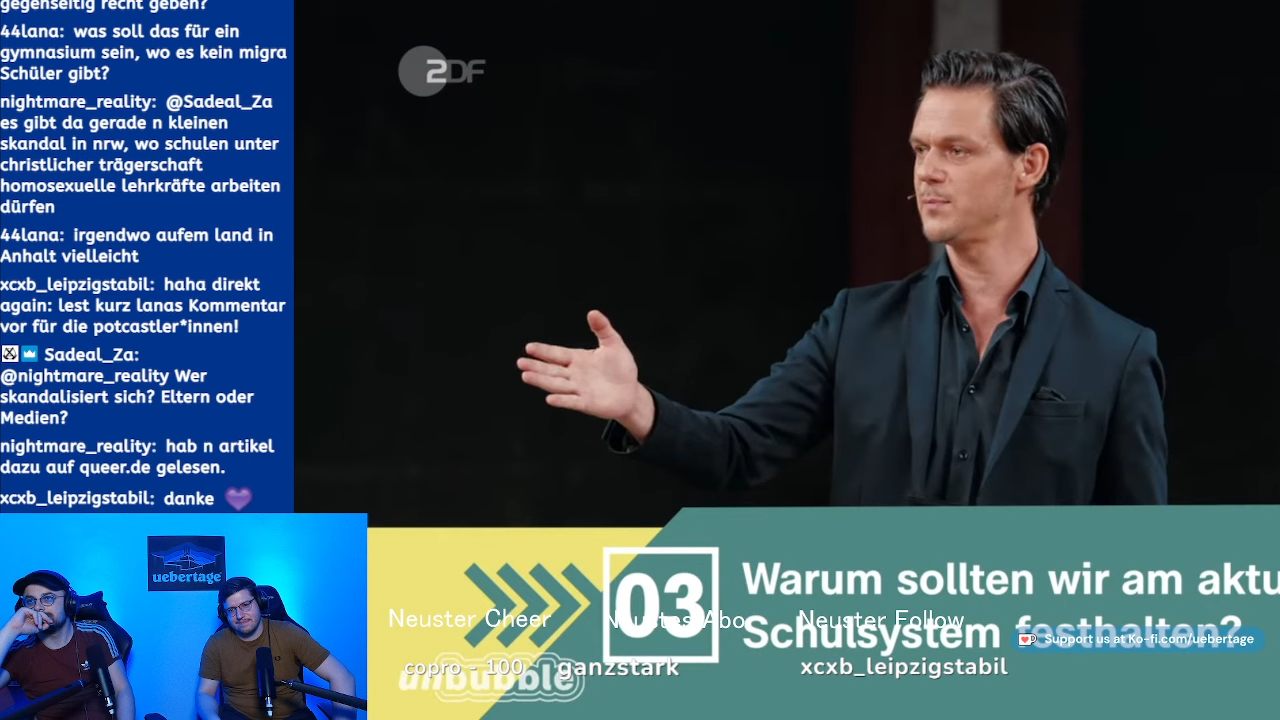 gegenseitig recht geben?
44lana: was soll das für ein
gymnasium sein, wo es kein migra
Schüler gibt?
nightmare_reality: @Sadeal_Za
es gibt da gerade n kleinen
skandal in nrw, wo schulen unter
christlicher trägerschaft
homosexuelle lehrkräfte arbeiten
dürfen
44lana: irgendwo aufem land in
Anhalt vielleicht
xcxb_leipzigstabil: haha direkt
again: lest kurz lanas Kommentar
vor für die potcastler*innen!
Sadeal_Za:
@nightmare_reality Wer
skandalisiert sich? Eltern oder
Medien?
nightmare_reality: hab n artikel
dazu auf queer.de gelesen.
xcxb_leipzigstabil: danke
ZDF
uebertage
03
Warum sollten wir am aktu
Schulsystem festhalten?
Neuster Cheer
Neustes Abo
Neuster Follow
copro - 100
ganzstark
xcxb_leipzigstabil
Support us at Ko-fi.com/uebertage
unbubble